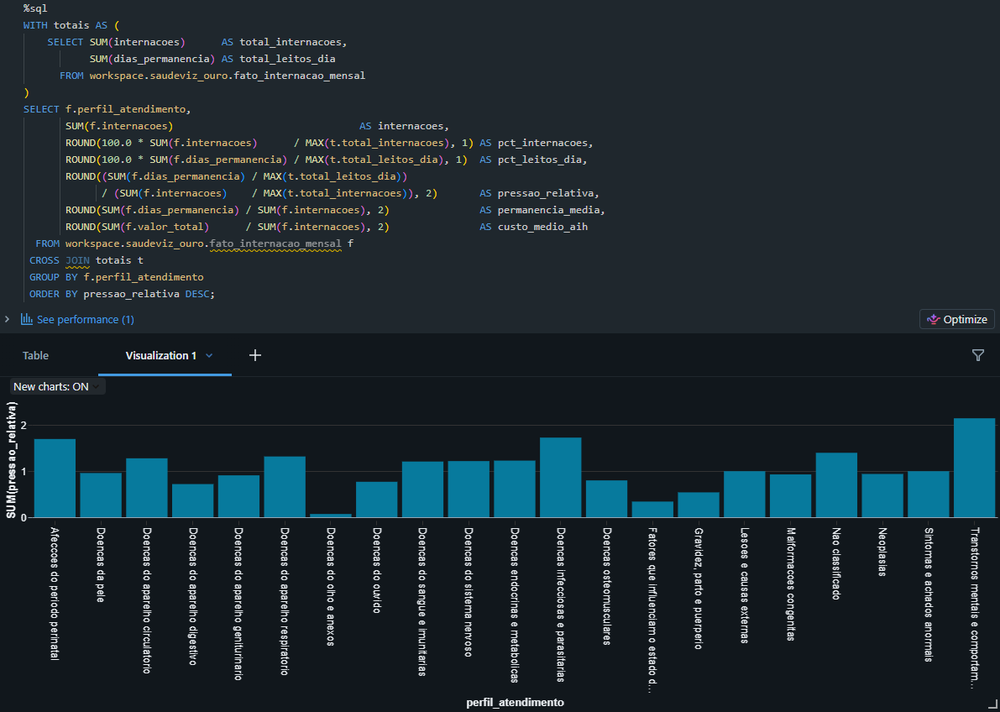 %sql
WITH totais AS (
SELECT SUM(internacoes) AS total_internacoes,
SUM(dias_permanencia) AS total_leitos_dia
FROM workspace.saudeviz_ouro.fato_internacao_mensal
)
SELECT f.perfil_atendimento,
SUM(f.internacoes) AS internacoes,
ROUND(100.0 * SUM(f.internacoes) / MAX(t.total_internacoes), 1) AS pct_internacoes,
ROUND(100.0 * SUM(f.dias_permanencia) / MAX(t.total_leitos_dia), 1) AS pct_leitos_dia,
ROUND((SUM(f.dias_permanencia) / MAX(t.total_leitos_dia))
/ (SUM(f.internacoes) / MAX(t.total_internacoes)), 2) AS pressao_relativa,
ROUND(SUM(f.dias_permanencia) / SUM(f.internacoes), 2) AS permanencia_media,
ROUND(SUM(f.valor_total) / SUM(f.internacoes), 2) AS custo_medio_aih
FROM workspace.saudeviz_ouro.fato_internacao_mensal f
CROSS JOIN totais t
GROUP BY f.perfil_atendimento
ORDER BY pressao_relativa DESC;
See performance (1)
Optimize
Table
Visualization 1
New charts: ON
SUM(pressao_relativa)
2
1
0
Afeccoes do periodo perinatal
Doencas da pele
Doencas do aparelho circulatorio
Doencas do aparelho digestivo
Doencas do aparelho geniturinario
Doencas do aparelho respiratorio
Doencas do olho e anexos
Doencas do ouvido
Doencas do sangue e imunitarias
Doencas do sistema nervoso
Doencas endocrinas e metabolicas
Doencas infecciosas e parasitarias
Doencas osteomusculares
Fatores que influenciam o estado d...
Gravidez, parto e puerperio
Lesoes e causas externas
Malformacoes congenitas
Nao classificado
Neoplasias
Sintomas e achados anormais
Transtornos mentais e comportam...
perfil_atendimento